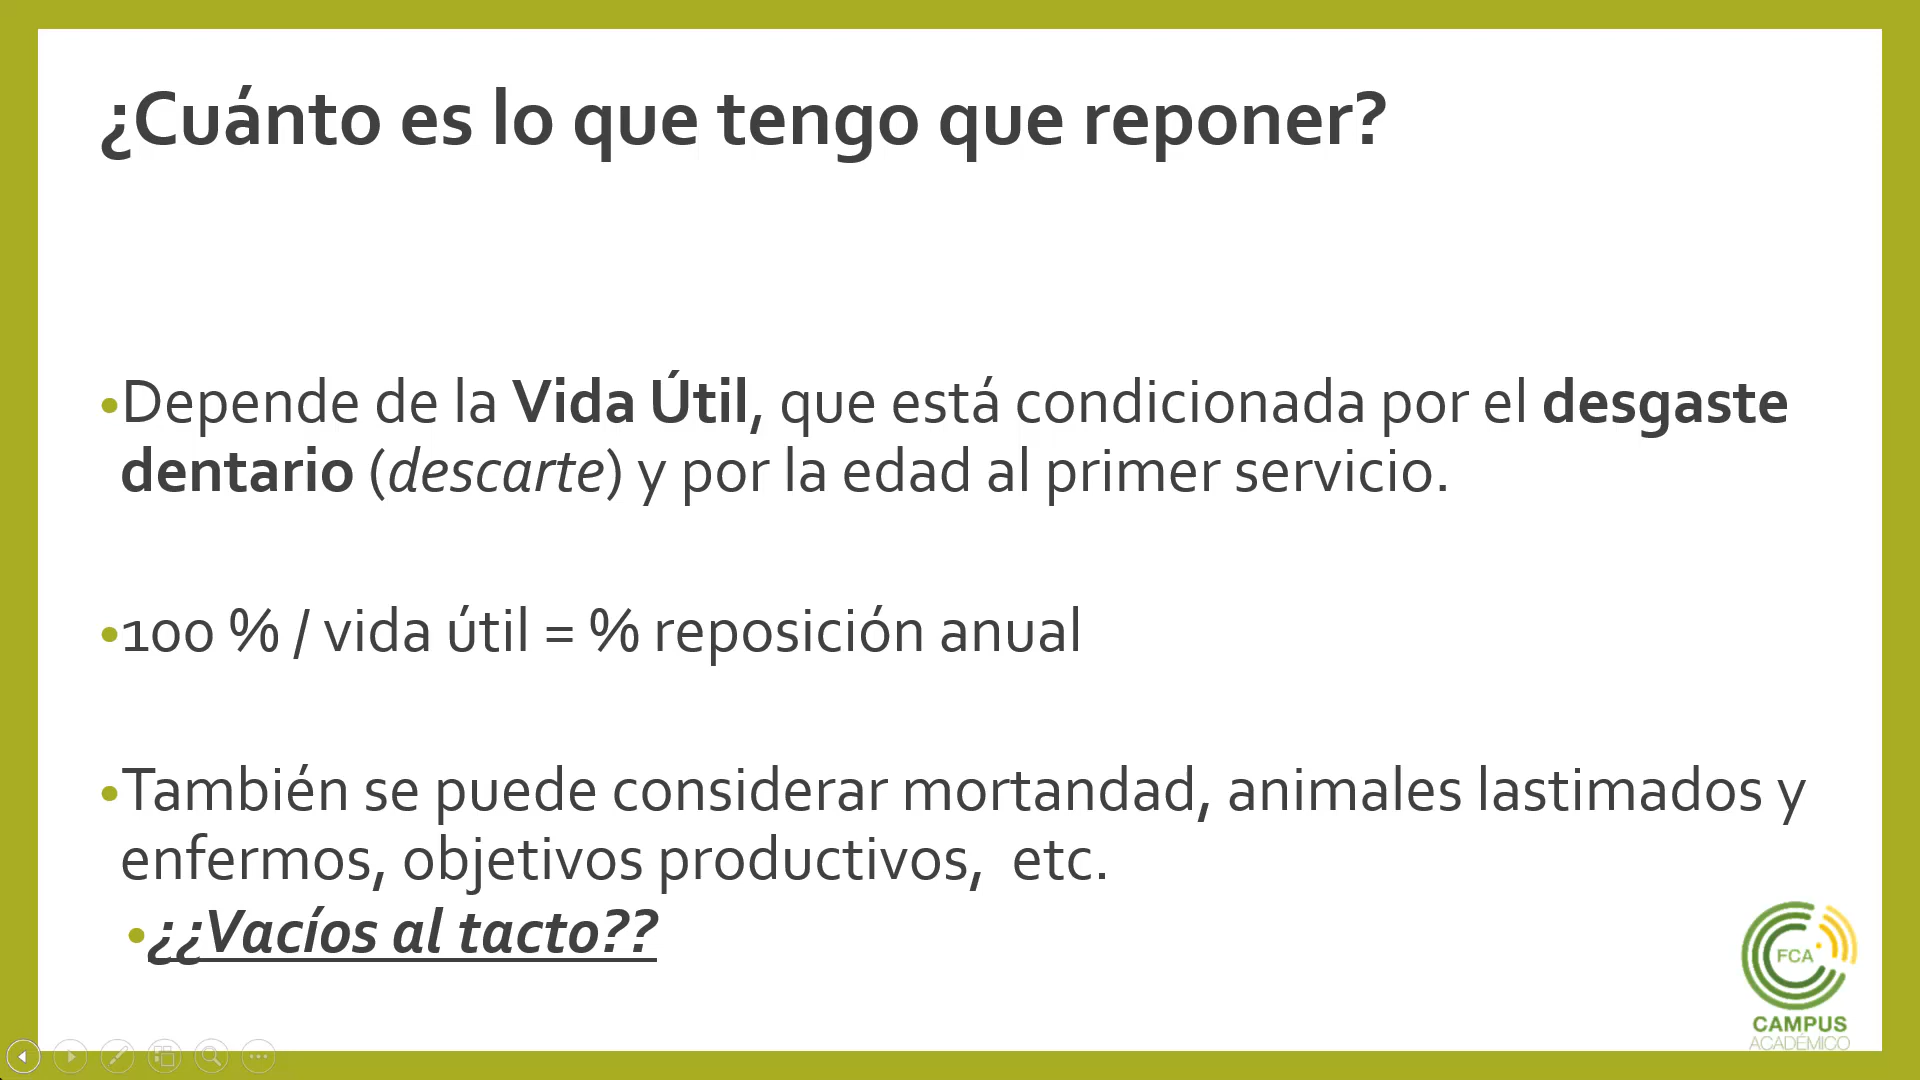 ¿Cuánto es lo que tengo que reponer?
•Depende de la Vida Útil, que está condicionada por el desgaste
dentario (descarte) y por la edad al primer servicio.
•100 % / vida útil = % reposición anual
•También se puede considerar mortandad, animales lastimados y
enfermos, objetivos productivos,  etc.
•¿¿Vacíos al tacto??
FCA
CAMPUS
ACADÉMICO